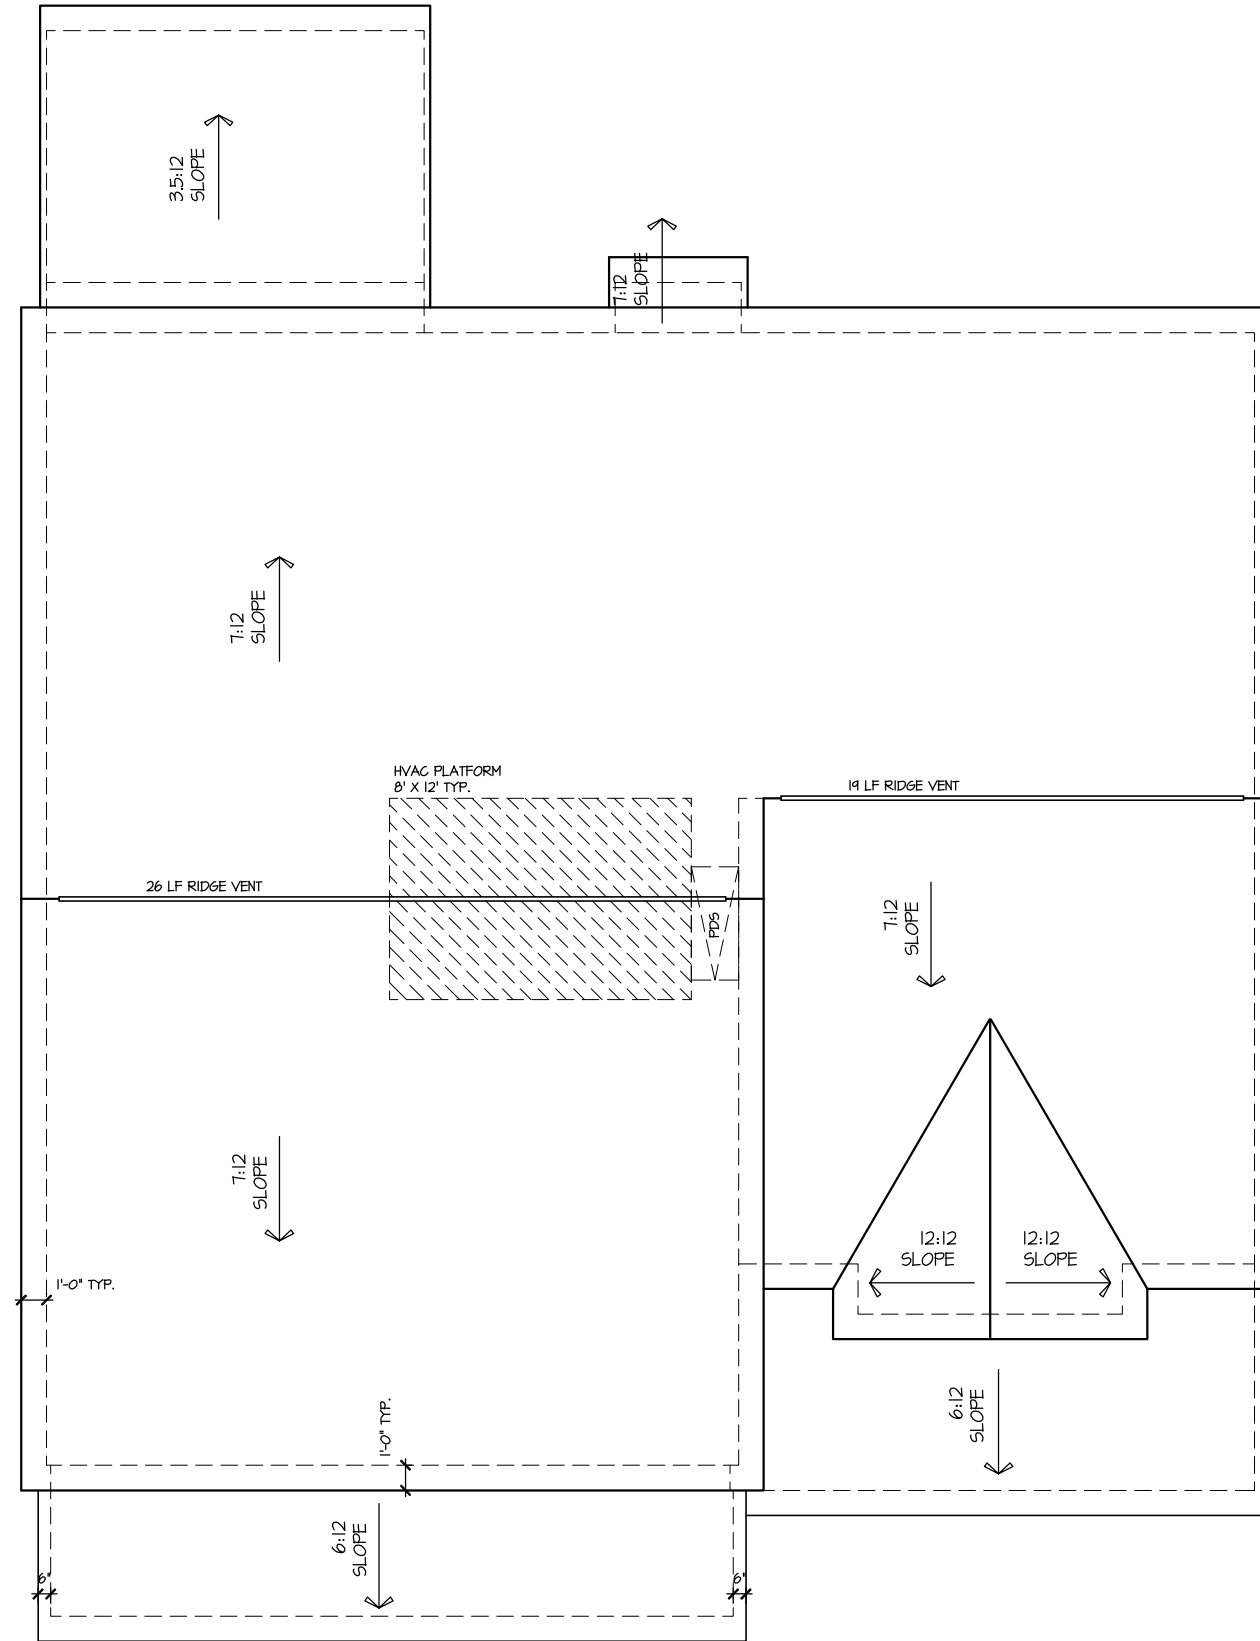 3.5:12
SLOPE
7:12
SLOPE
7:12
SLOPE
HVAC PLATFORM
8' X 12' TYP.
19 LF RIDGE VENT
26 LF RIDGE VENT
PDS
7:12
SLOPE
7:12
SLOPE
12:12
SLOPE
12:12
SLOPE
1'-0" TYP.
1'-0" TYP.
6:12
SLOPE
6:12
SLOPE
6"
6"